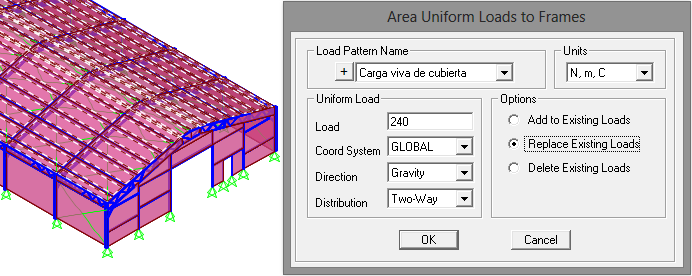 Area Uniform Loads to Frames
Load Pattern Name
+ Carga viva de cubierta
Units
N, m, C
Uniform Load
Load 240
Coord System GLOBAL
Direction Gravity
Distribution Two-Way
Options
Add to Existing Loads
Replace Existing Loads
Delete Existing Loads
OK
Cancel